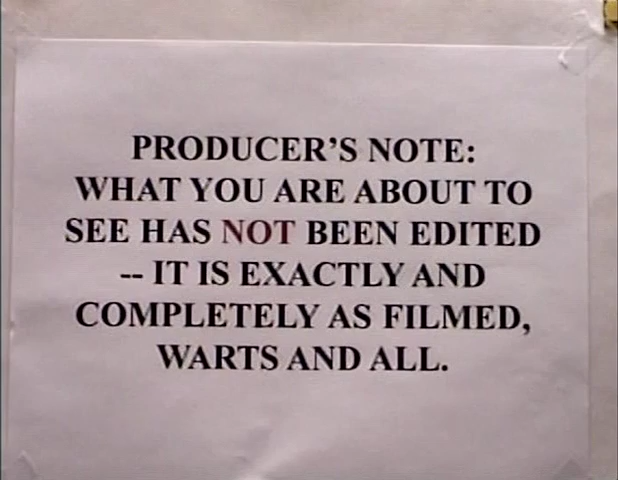 PRODUCER’S NOTE:
WHAT YOU ARE ABOUT TO
SEE HAS NOT BEEN EDITED
-- IT IS EXACTLY AND
COMPLETELY AS FILMED,
WARTS AND ALL.